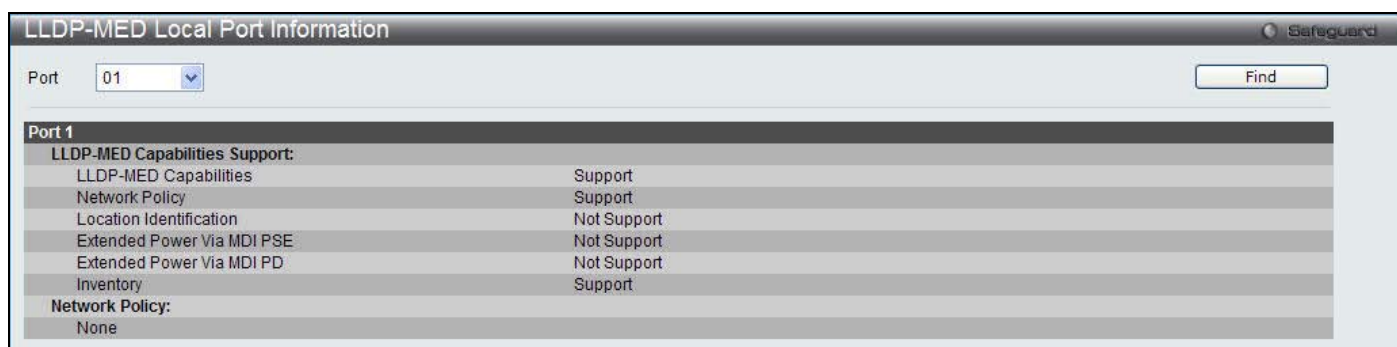 LLDP-MED Local Port Information Safeguard
Port 01 Find
Port 1
LLDP-MED Capabilities Support:
LLDP-MED Capabilities Support
Network Policy Support
Location Identification Not Support
Extended Power Via MDI PSE Not Support
Extended Power Via MDI PD Not Support
Inventory Support
Network Policy:
None